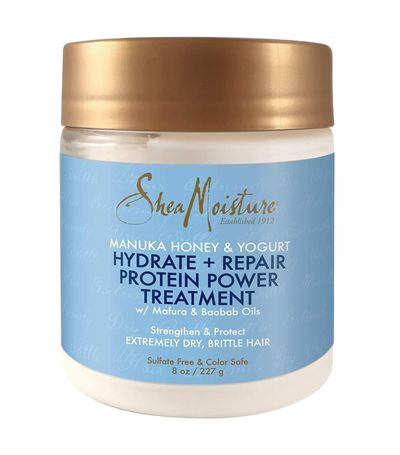 SheaMoisture
Established 1912
MANUKA HONEY & YOGURT
HYDRATE + REPAIR
PROTEIN POWER
TREATMENT
w/ Mafura & Baobab Oils
Strengthen & Protect
EXTREMELY DRY, BRITTLE HAIR
Sulfate Free & Color Safe
8 oz / 227 g